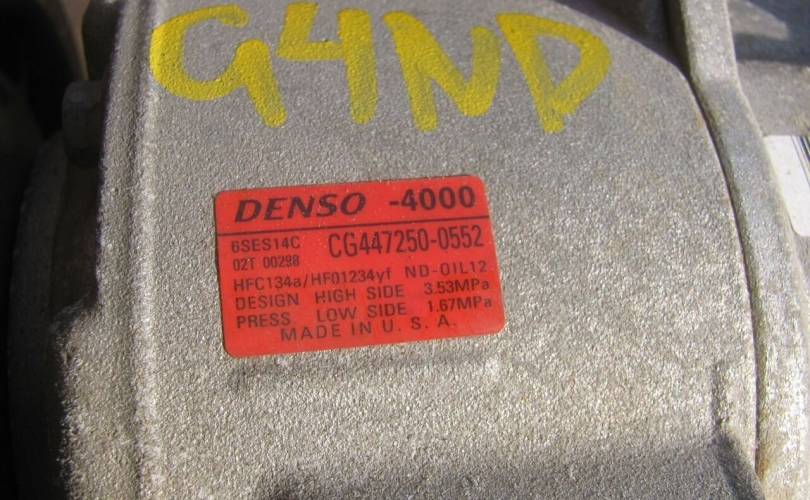 G4ND
DENSO -4000
6SES14C CG447250-0552
02T 00298
HFC134a/HFO1234yf ND-OIL12
DESIGN HIGH SIDE 3.53MPa
PRESS LOW SIDE 1.67MPa
MADE IN U. S. A.